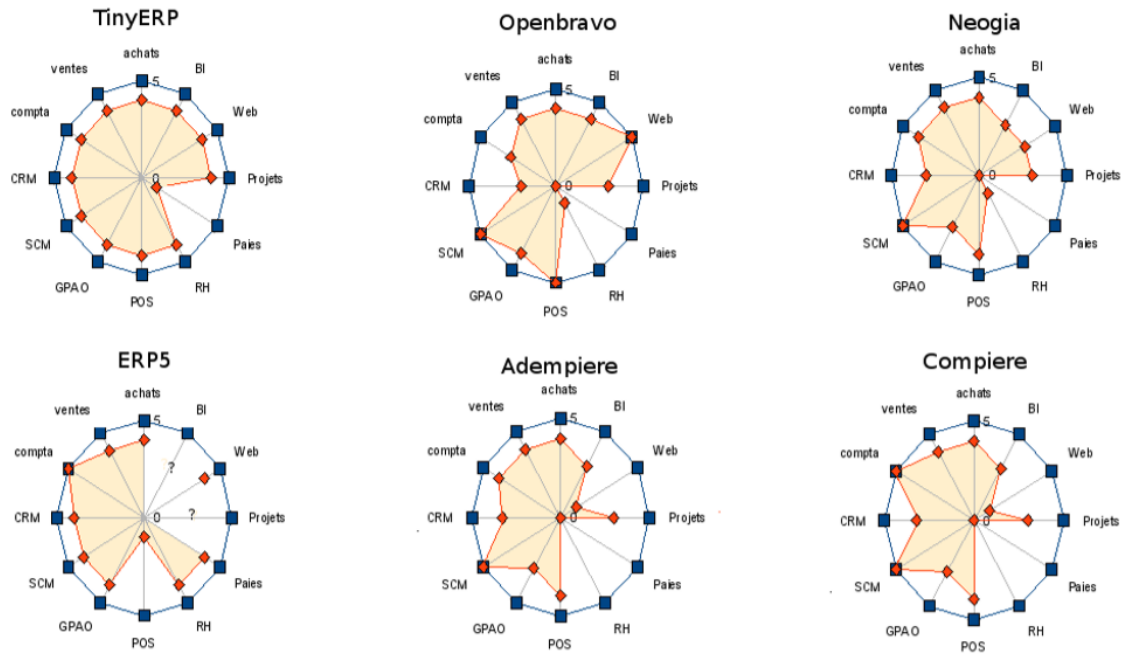 TinyERP
achats
5
BI
Web
Projets
Paies
RH
POS
GPAO
SCM
CRM
compta
ventes
0
Openbravo
achats
5
BI
Web
Projets
Paies
RH
POS
GPAO
SCM
CRM
compta
ventes
0
Neogia
achats
5
BI
Web
Projets
Paies
RH
POS
GPAO
SCM
CRM
compta
ventes
0
ERP5
achats
5
BI
Web
Projets
Paies
RH
POS
GPAO
SCM
CRM
compta
ventes
0
?
?
Adempiere
achats
5
BI
Web
Projets
Paies
RH
POS
GPAO
SCM
CRM
compta
ventes
0
Compiere
achats
5
BI
Web
Projets
Paies
RH
POS
GPAO
SCM
CRM
compta
ventes
0